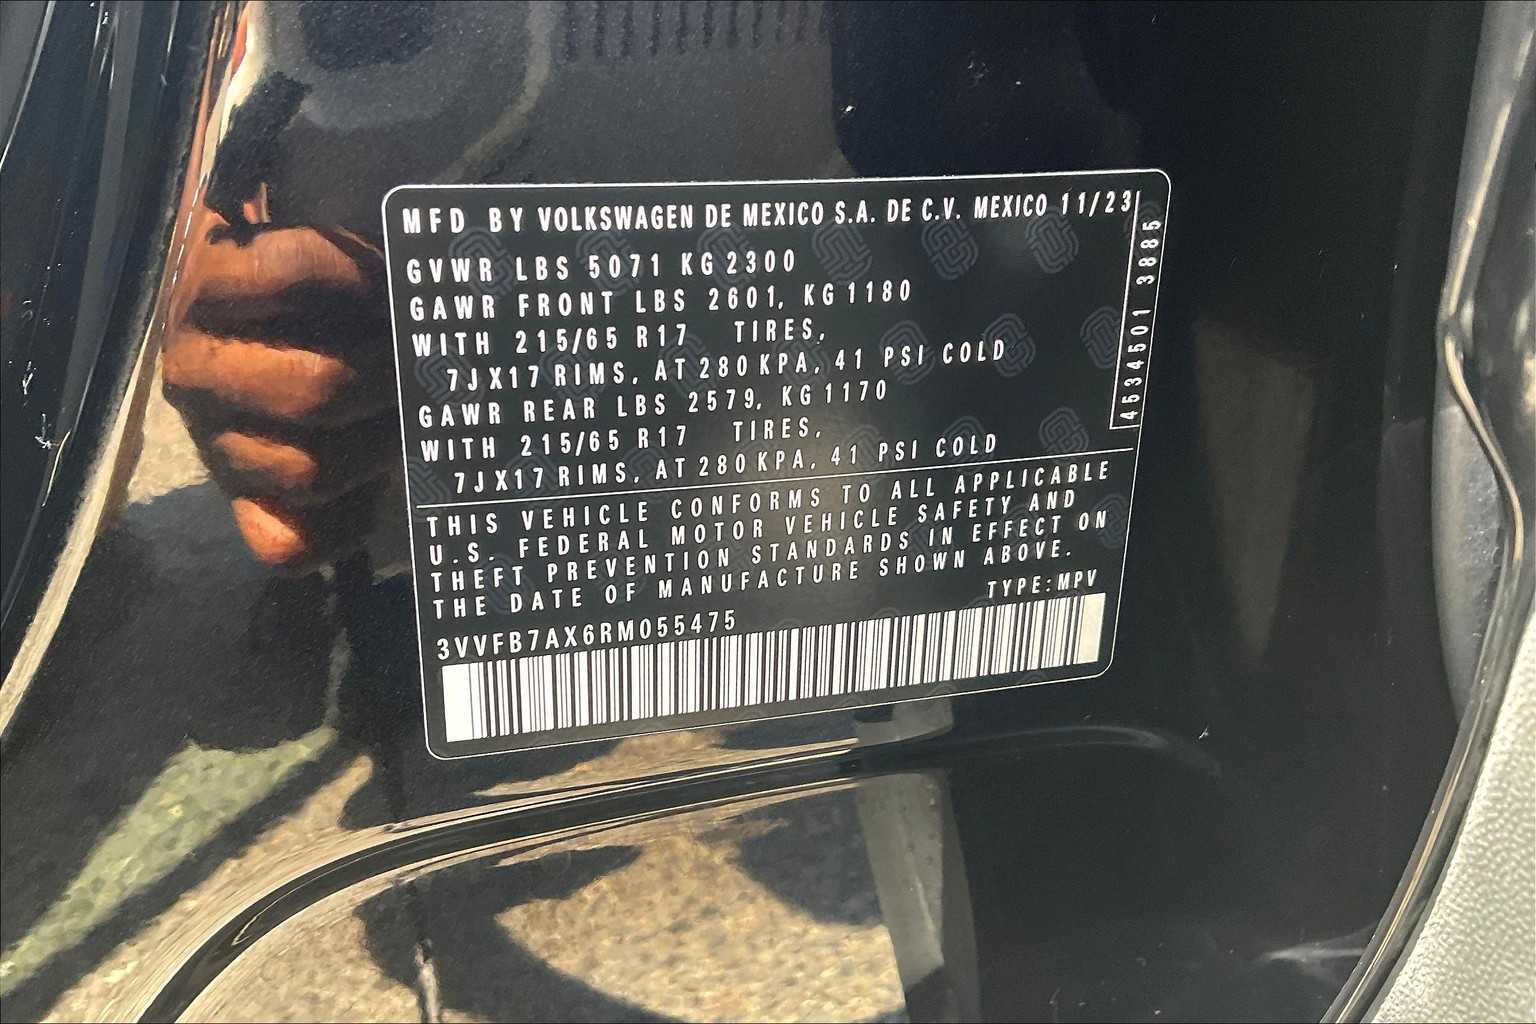 MFD BY VOLKSWAGEN DE MEXICO S.A. DE C.V. MEXICO 11/23
GVWR LBS 5071 KG 2300
GAWR FRONT LBS 2601, KG 1180
WITH 215/65 R17 TIRES,
7JX17 RIMS, AT 280 KPA, 41 PSI COLD
GAWR REAR LBS 2579, KG 1170
WITH 215/65 R17 TIRES,
7JX17 RIMS, AT 280 KPA, 41 PSI COLD
4534501 3885
THIS VEHICLE CONFORMS TO ALL APPLICABLE
U.S. FEDERAL MOTOR VEHICLE SAFETY AND
THEFT PREVENTION STANDARDS IN EFFECT ON
THE DATE OF MANUFACTURE SHOWN ABOVE.
TYPE: MPV
3VVFB7AX6RM055475